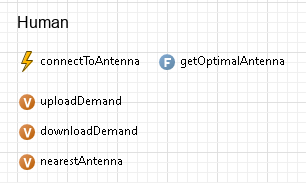 Human
connectToAntenna F getOptimalAntenna
V uploadDemand
V downloadDemand
V nearestAntenna